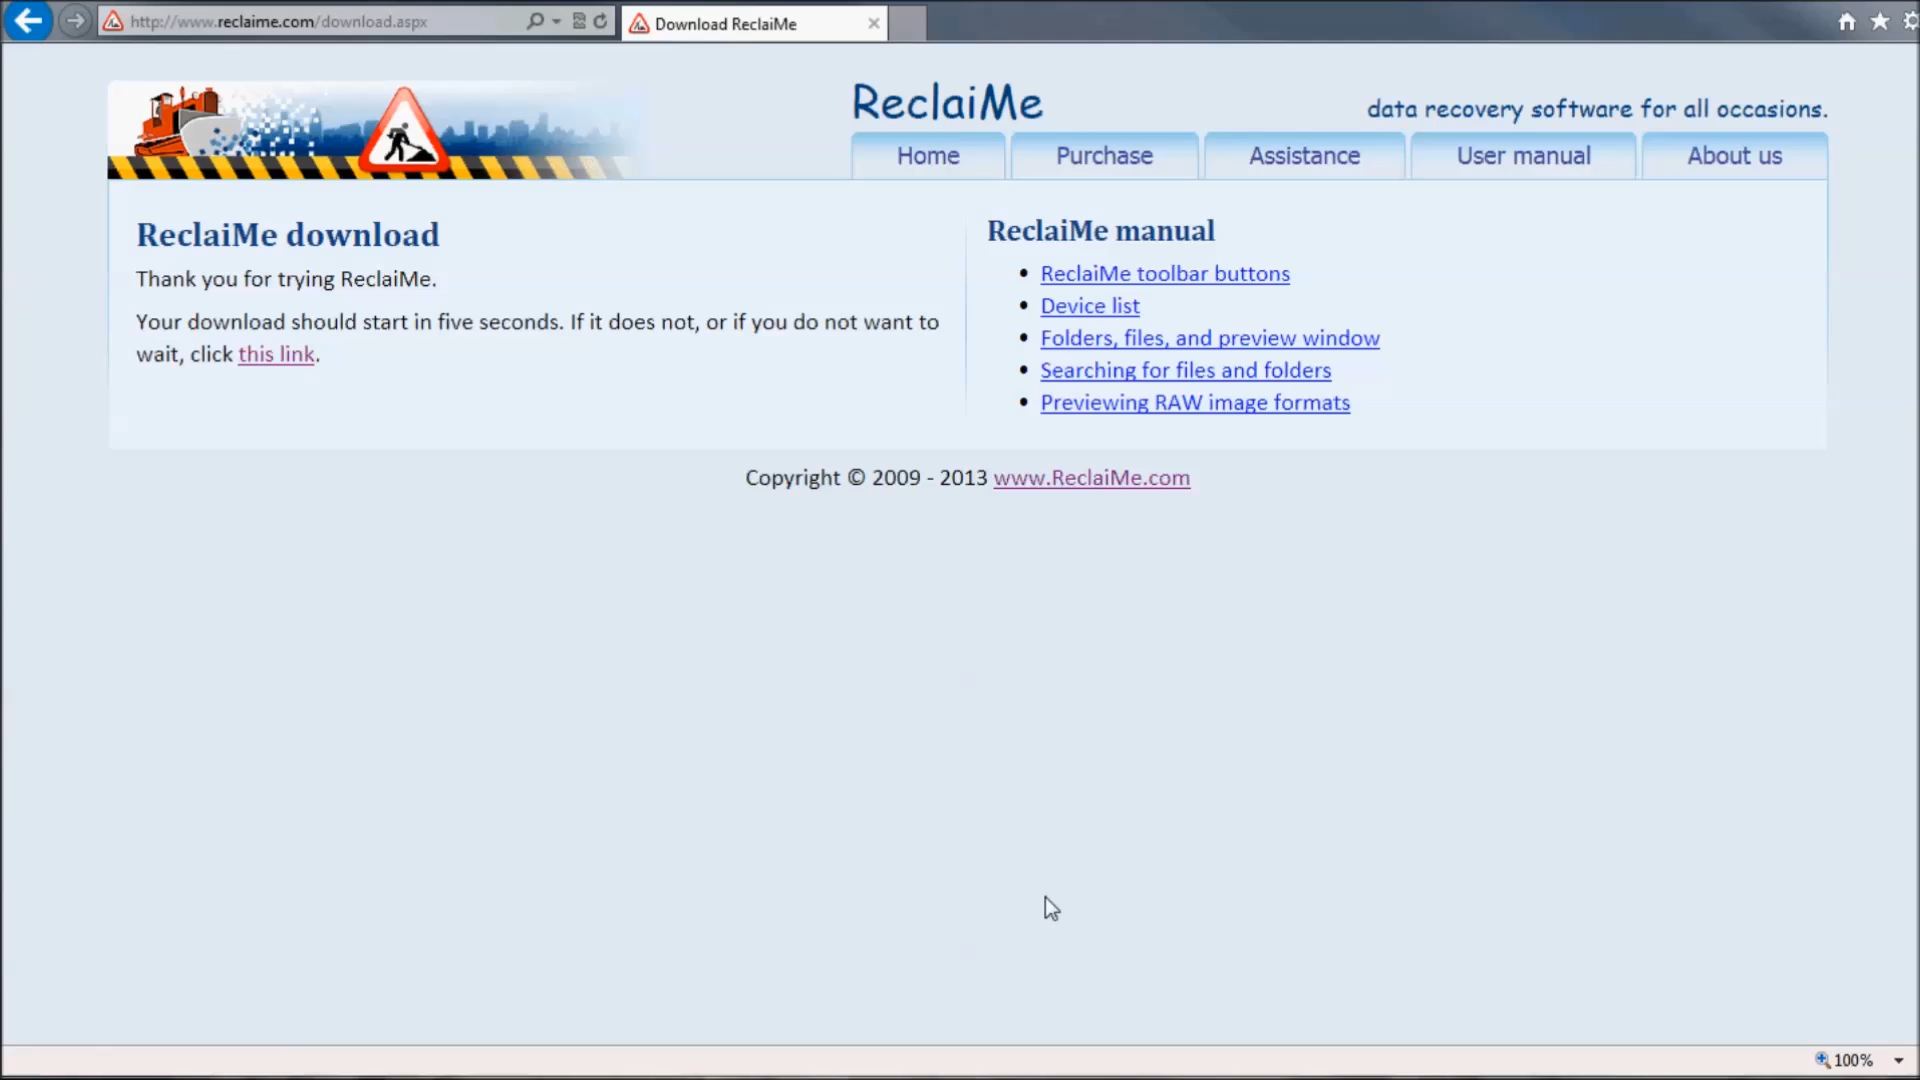 http://www.reclaime.com/download.aspx
Download ReclaiMe
ReclaiMe
data recovery software for all occasions.
Home
Purchase
Assistance
User manual
About us
ReclaiMe download
Thank you for trying ReclaiMe.
Your download should start in five seconds. If it does not, or if you do not want to
wait, click this link.
ReclaiMe manual
• ReclaiMe toolbar buttons
• Device list
• Folders, files, and preview window
• Searching for files and folders
• Previewing RAW image formats
Copyright © 2009 - 2013 www.ReclaiMe.com
100%